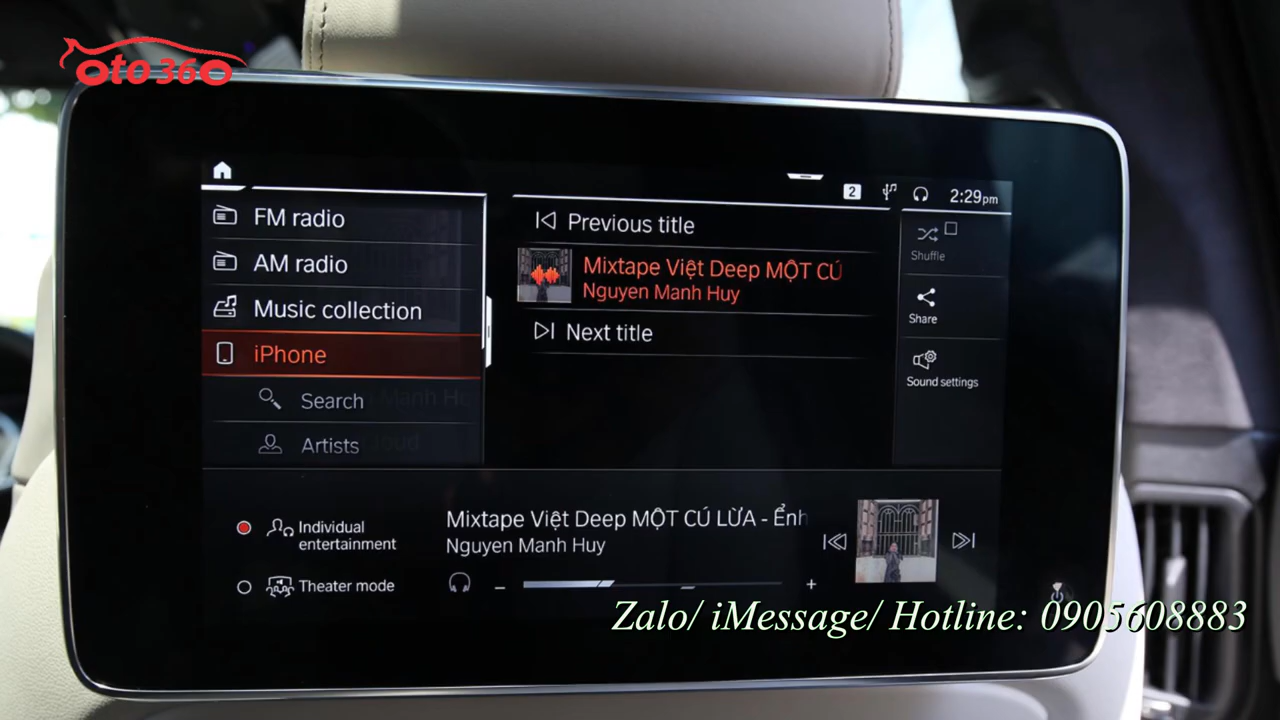 oto360
2
2:29pm
FM radio
AM radio
Music collection
iPhone
Search
Artists
Previous title
Mixtape Việt Deep MỘT CÚ
Nguyen Manh Huy
Next title
Shuffle
Share
Sound settings
Individual
entertainment
Theater mode
Mixtape Việt Deep MỘT CÚ LỪA - Ểnh
Nguyen Manh Huy
Zalo/ iMessage/ Hotline: 0905608883